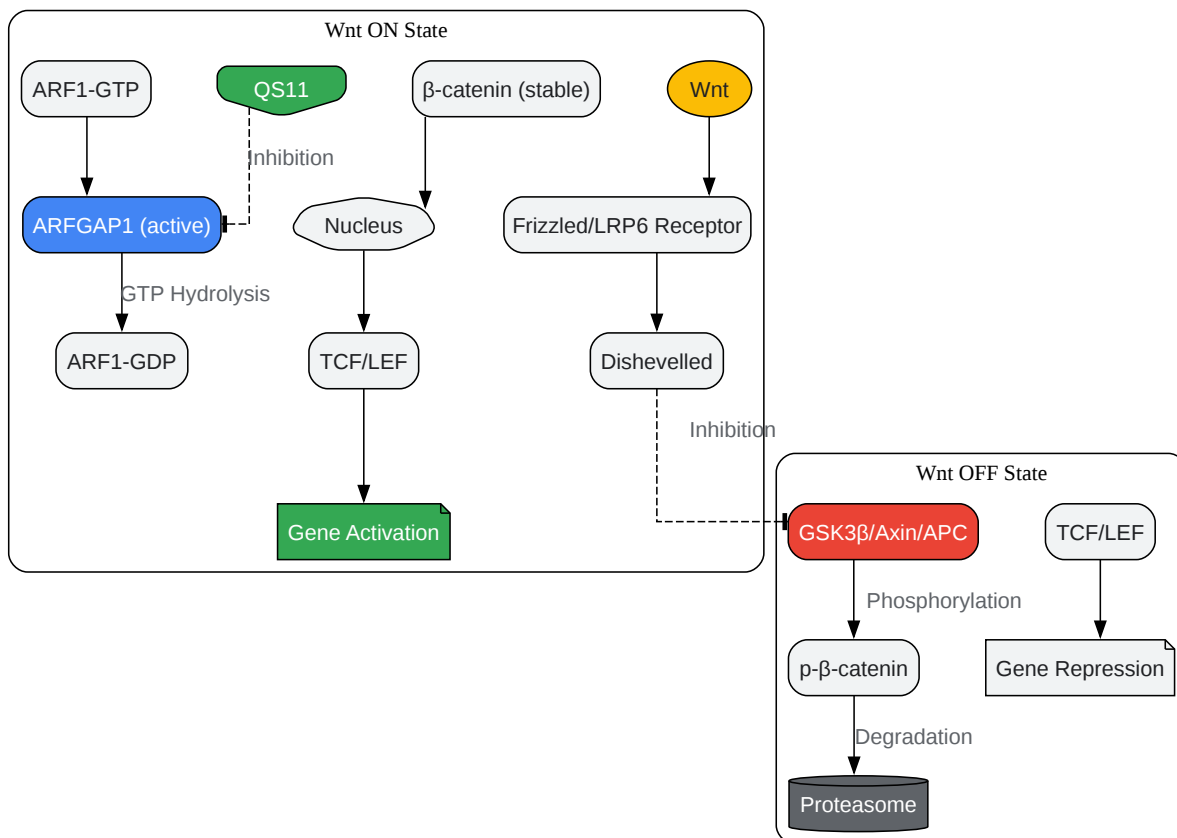 Wnt ON State
ARF1-GTP
QS11
β-catenin (stable)
Wnt
Inhibition
ARFGAP1 (active)
Nucleus
Frizzled/LRP6 Receptor
GTP Hydrolysis
ARF1-GDP
TCF/LEF
Dishevelled
Inhibition
Wnt OFF State
Gene Activation
GSK3β/Axin/APC
TCF/LEF
Phosphorylation
p-β-catenin
Gene Repression
Degradation
Proteasome